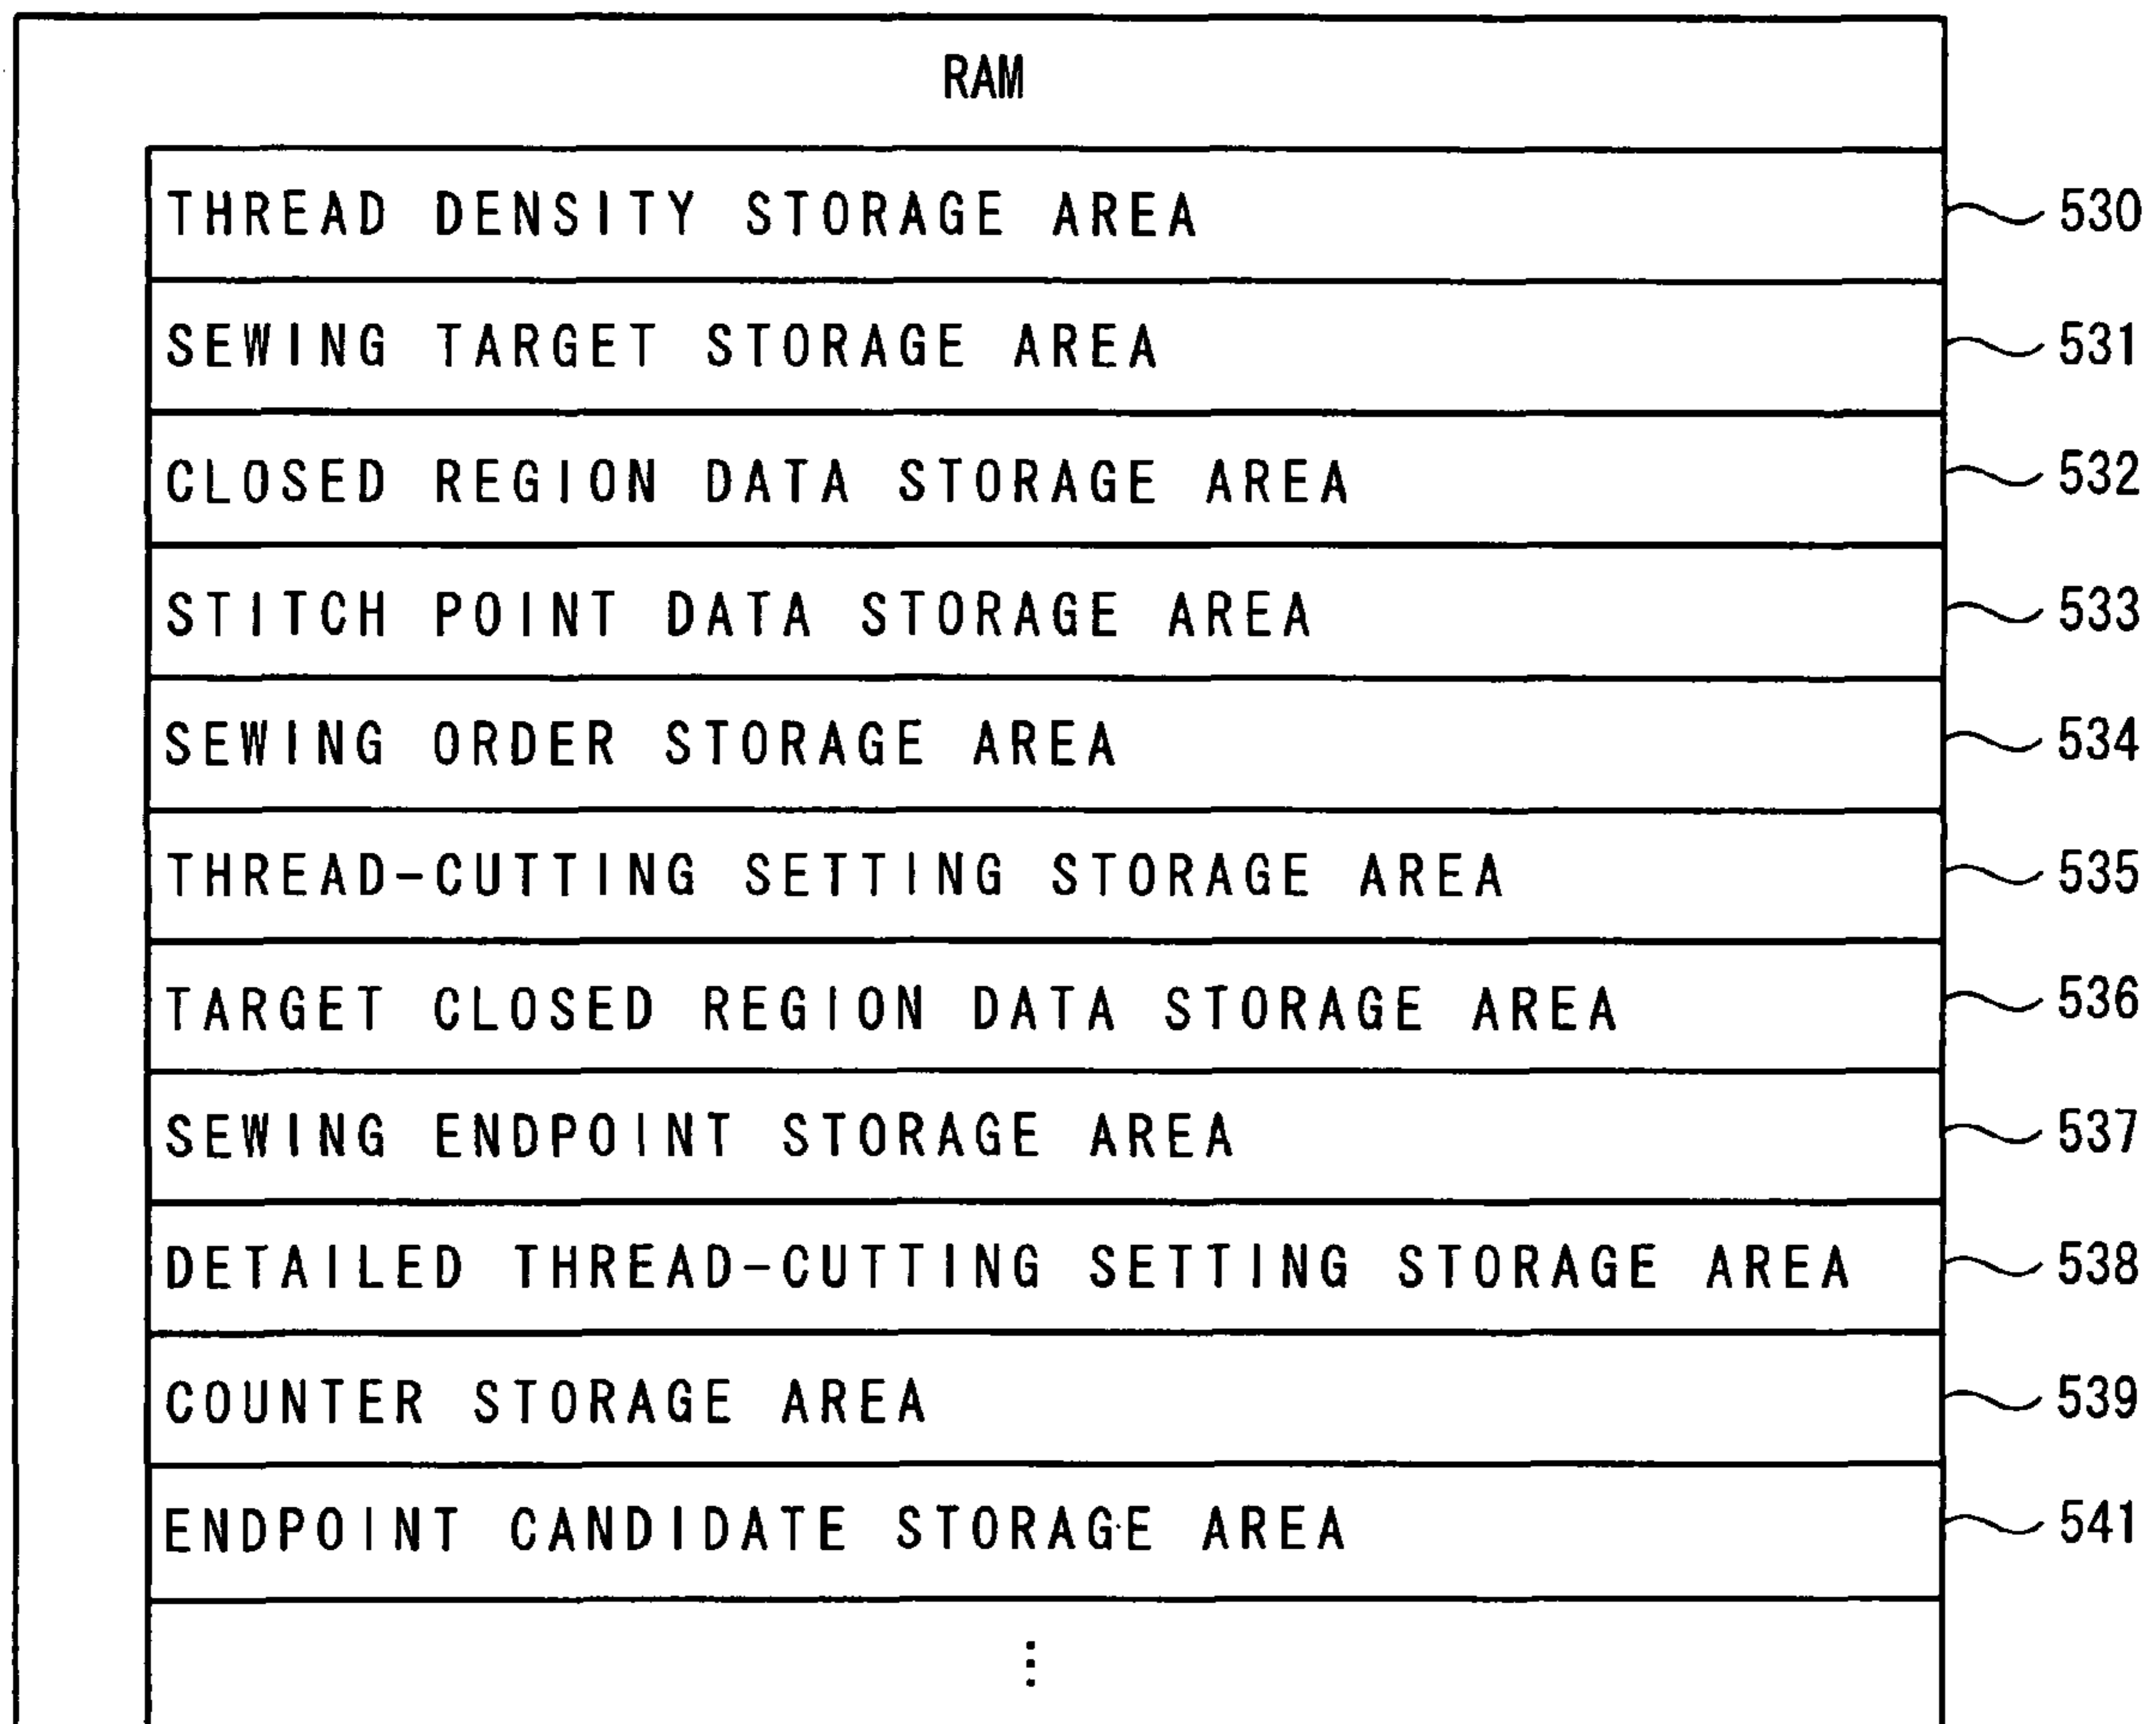 RAM
THREAD DENSITY STORAGE AREA 530
SEWING TARGET STORAGE AREA 531
CLOSED REGION DATA STORAGE AREA 532
STITCH POINT DATA STORAGE AREA 533
SEWING ORDER STORAGE AREA 534
THREAD-CUTTING SETTING STORAGE AREA 535
TARGET CLOSED REGION DATA STORAGE AREA 536
SEWING ENDPOINT STORAGE AREA 537
DETAILED THREAD-CUTTING SETTING STORAGE AREA 538
COUNTER STORAGE AREA 539
ENDPOINT CANDIDATE STORAGE AREA 541
⋮